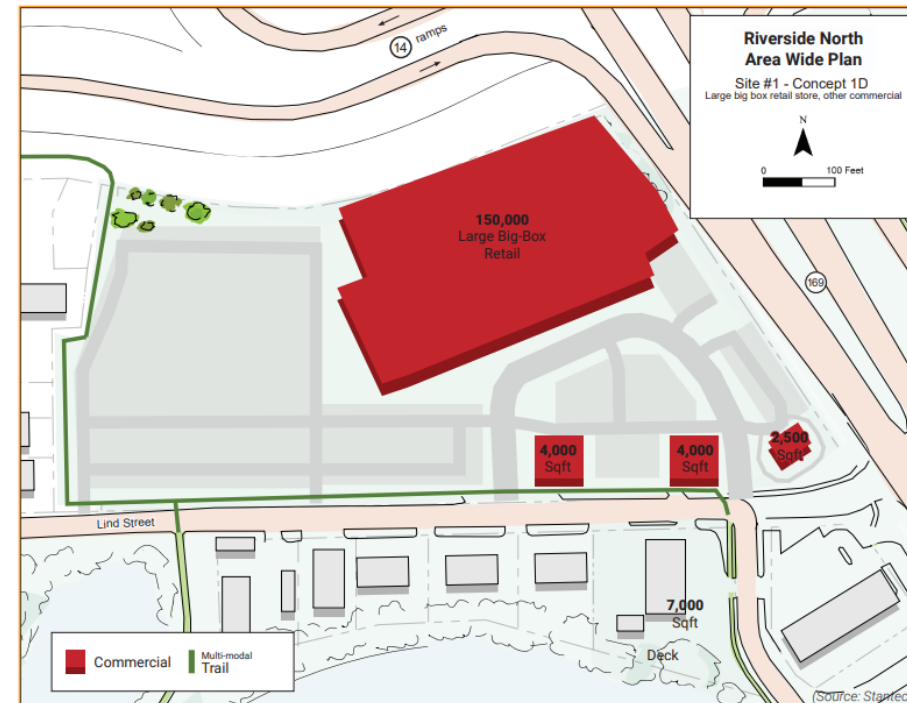 14 ramps
Riverside North
Area Wide Plan
Site #1 - Concept 1D
Large big box retail store, other commercial
N
0 100 Feet
150,000
Large Big-Box
Retail
169
4,000
Sqft
4,000
Sqft
2,500
Sqft
Lind Street
7,000
Sqft
Deck
Commercial
Multi-modal
Trail
(Source: Stantec